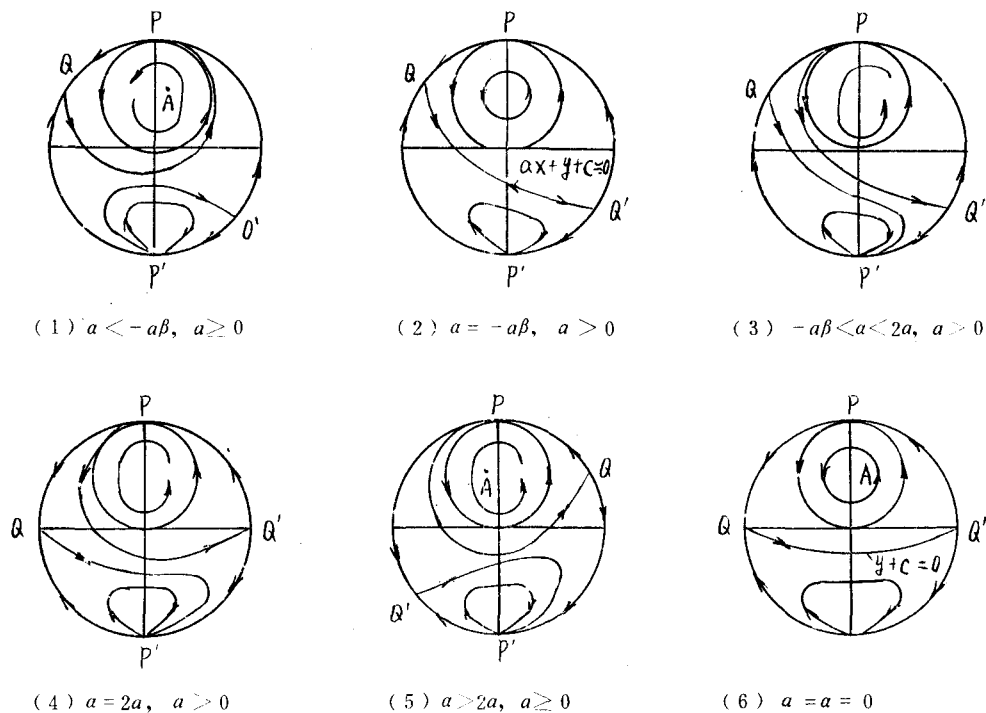 P
Q
A
Q'
P'
(1) α<-aβ, a≥0
P
Q
ax+y+c=0
Q'
P'
(2) α=-aβ, a>0
P
Q
Q'
P'
(3) -aβ<α<2a, a>0
P
Q
Q'
P'
(4) α=2a, a>0
P
Q
A
Q'
P'
(5) α>2a, a≥0
P
A
Q
Q'
y+c=0
(6) a=α=0